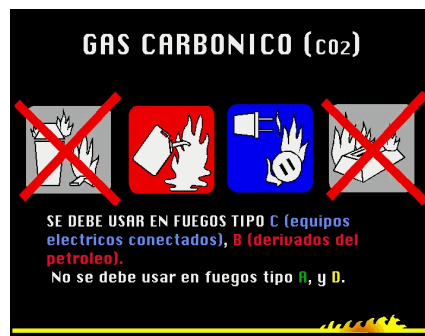 GAS CARBONICO (CO2)
SE DEBE USAR EN FUEGOS TIPO C (equipos
electricos conectados), B (derivados del
petroleo).
No se debe usar en fuegos tipo A, y D.